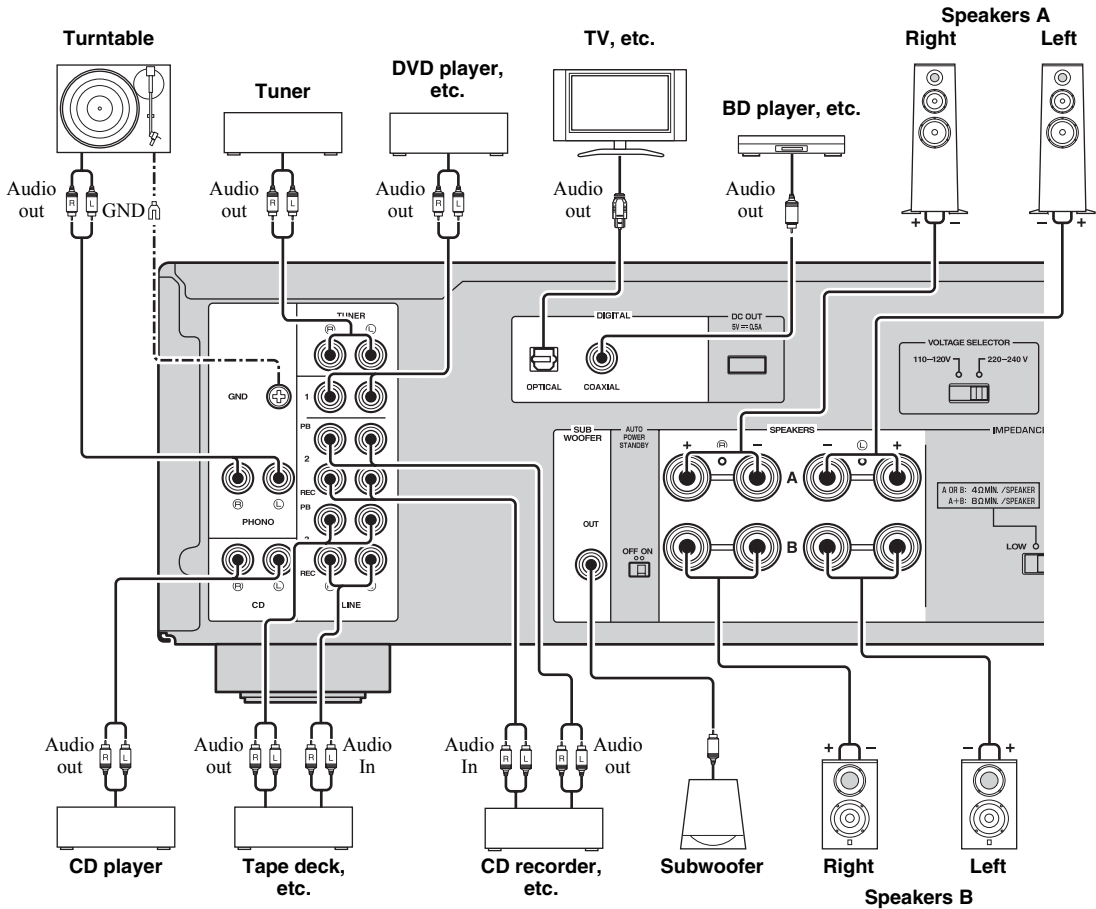 Speakers A
Turntable
TV, etc.
Right
Left
DVD player,
etc.
Tuner
BD player, etc.
Audio
out
R
L
GND
Audio
out
R
L
Audio
out
R
L
Audio
out
Audio
out
+
−
−
+
TUNER
R
L
DIGITAL
DC OUT
5V 0.5A
VOLTAGE SELECTOR
110–120V
220–240 V
OPTICAL
COAXIAL
GND
1
PB
SUB
WOOFER
AUTO
POWER
STANDBY
SPEAKERS
IMPEDANCE
+
R
−
−
L
+
2
A
REC
A OR B: 4ΩMIN. /SPEAKER
A+B: 8ΩMIN. /SPEAKER
R
L
PB
PHONO
OUT
3
B
LOW
OFF ON
REC
R
L
CD
LINE
Audio
out
R
L
Audio
out
R
L
R
L
Audio
In
Audio
In
R
L
R
L
Audio
out
+
−
−
+
CD player
Tape deck,
etc.
CD recorder,
etc.
Subwoofer
Right
Left
Speakers B